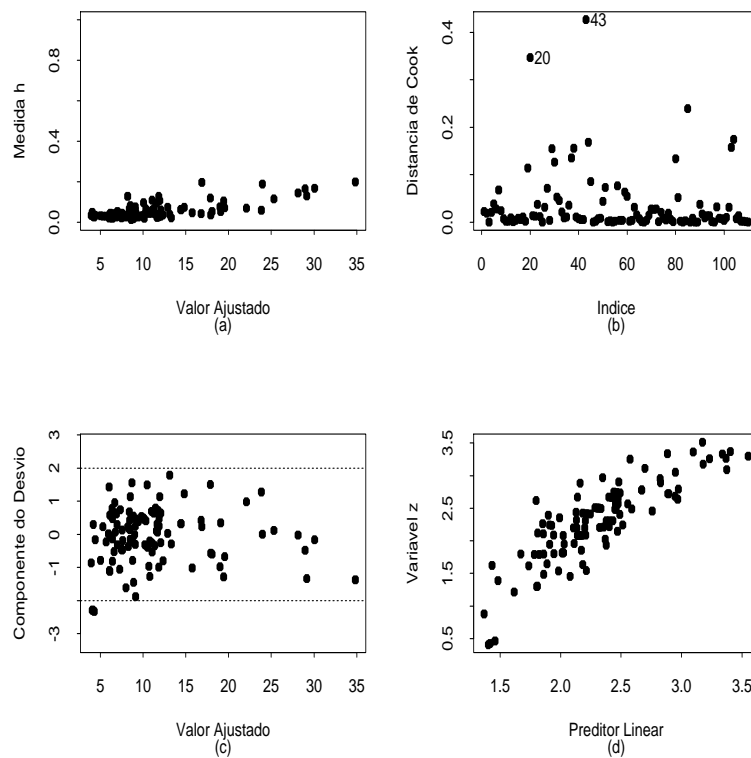 Medida h
0.0 0.4 0.8
5 10 15 20 25 30 35
Valor Ajustado
(a)
Distancia de Cook
0.0 0.2 0.4
20
43
0 20 40 60 80 100
Indice
(b)
Componente do Desvio
-3 -1 0 1 2 3
5 10 15 20 25 30 35
Valor Ajustado
(c)
Variavel z
0.5 1.5 2.5 3.5
1.5 2.0 2.5 3.0 3.5
Preditor Linear
(d)